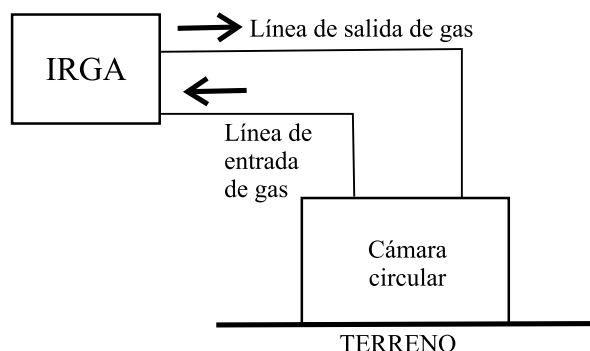 IRGA
Línea de salida de gas
Línea de
entrada
de gas
Cámara
circular
TERRENO